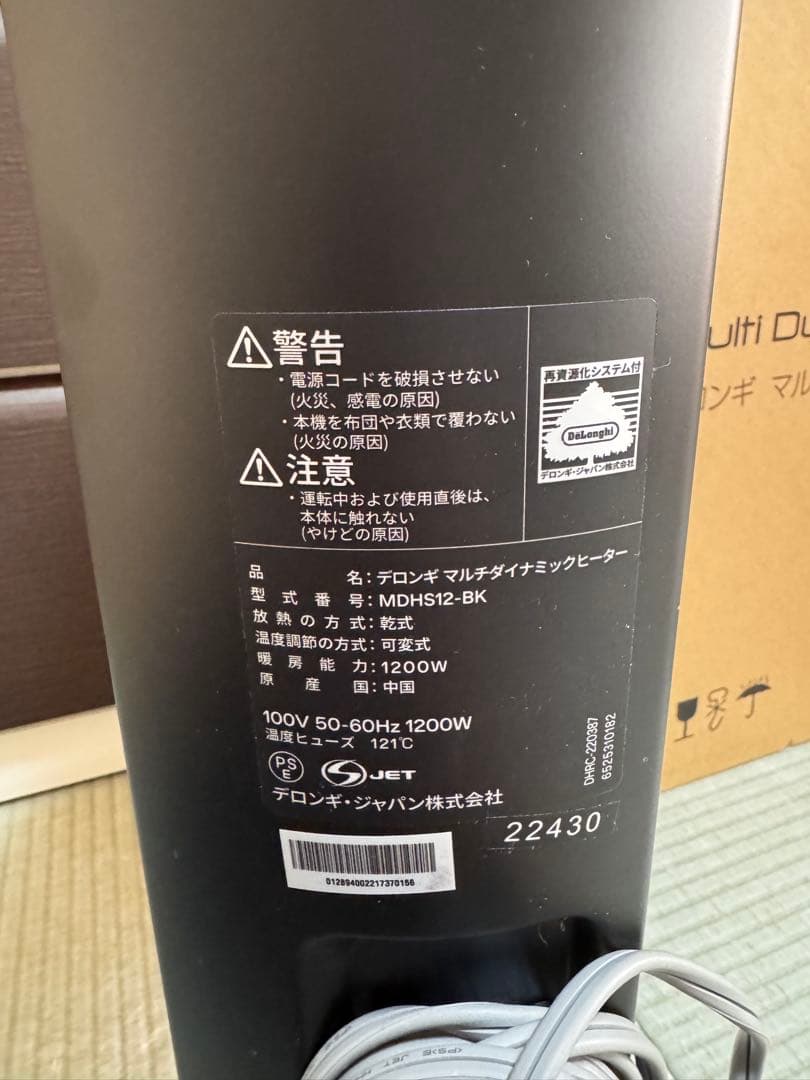 警告
・電源コードを破損させない
(火災、感電の原因)
・本機を布団や衣類で覆わない
(火災の原因)
注意
・運転中および使用直後は、
本体に触れない
(やけどの原因)
再資源化システム付
DeLonghi
デロンギ・ジャパン株式会社
品名：デロンギ マルチダイナミックヒーター
型式番号：MDHS12-BK
放熱の方式：乾式
温度調節の方式：可変式
暖房能力：1200W
原産国：中国
100V 50-60Hz 1200W
温度ヒューズ 121℃
PS
E
S JET
デロンギ・ジャパン株式会社
DHRC-220387
6525310182
22430
012894002217370156
ulti
ンギ マル
<PS>E JET